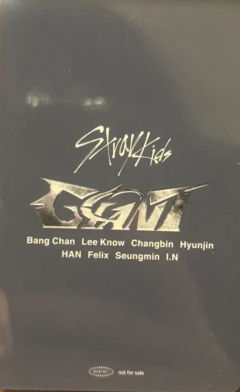 Stray Kids
GIANT
Bang Chan Lee Know Changbin Hyunjin
HAN Felix Seungmin I.N
not for sale